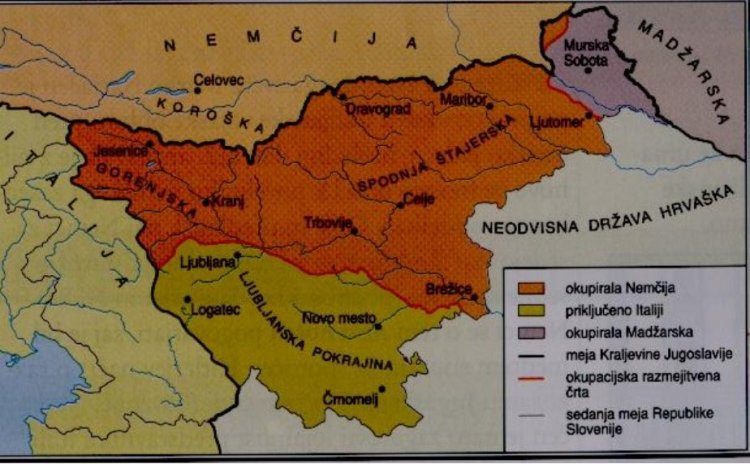 NEMČIJA
MADŽARSKA
Murska
Sobota
Celovec
KOROŠKA
Dravograd
Maribor
Ljutomer
Jesenice
GORENJSKA
SPODNJA ŠTAJERSKA
Kranj
Celje
Trbovlje
ITALIJA
NEODVISNA DRŽAVA HRVAŠKA
Ljubljana
LJUBLJANSKA POKRAJINA
Brežice
Logatec
Novo mesto
Črnomelj
okupirala Nemčija
priključeno Italiji
okupirala Madžarska
meja Kraljevine Jugoslavije
okupacijska razmejitvena
črta
sedanja meja Republike
Slovenije